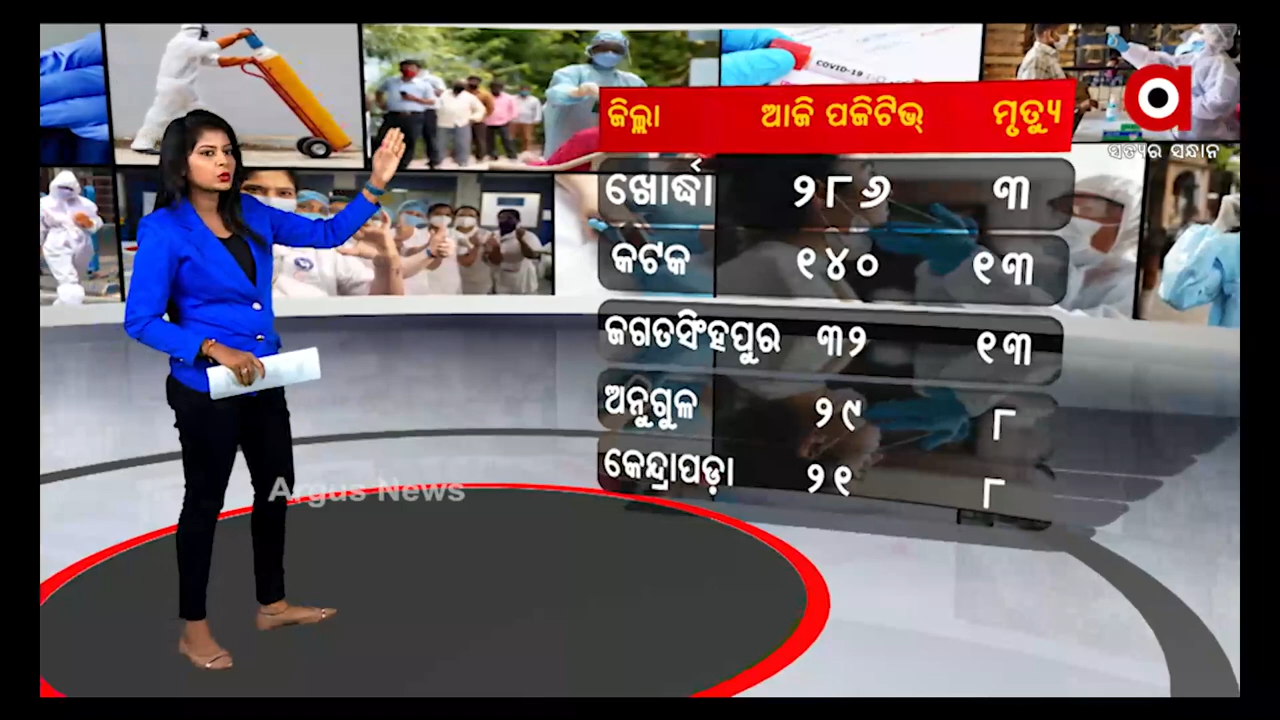 COVID-19
ଜିଲ୍ଲା ଆଜି ପଜିଟିଭ୍ ମୃତ୍ୟୁ
ସତ୍ୟର ସନ୍ଧାନ
ଖୋର୍ଦ୍ଧା ୨୮୬ ୩
କଟକ ୧୪୦ ୧୩
ଜଗତସିଂହପୁର ୩୨ ୧୩
ଅନୁଗୁଳ ୨୯ ୮
କେନ୍ଦ୍ରାପଡ଼ା ୨୧ ୮
Argus News